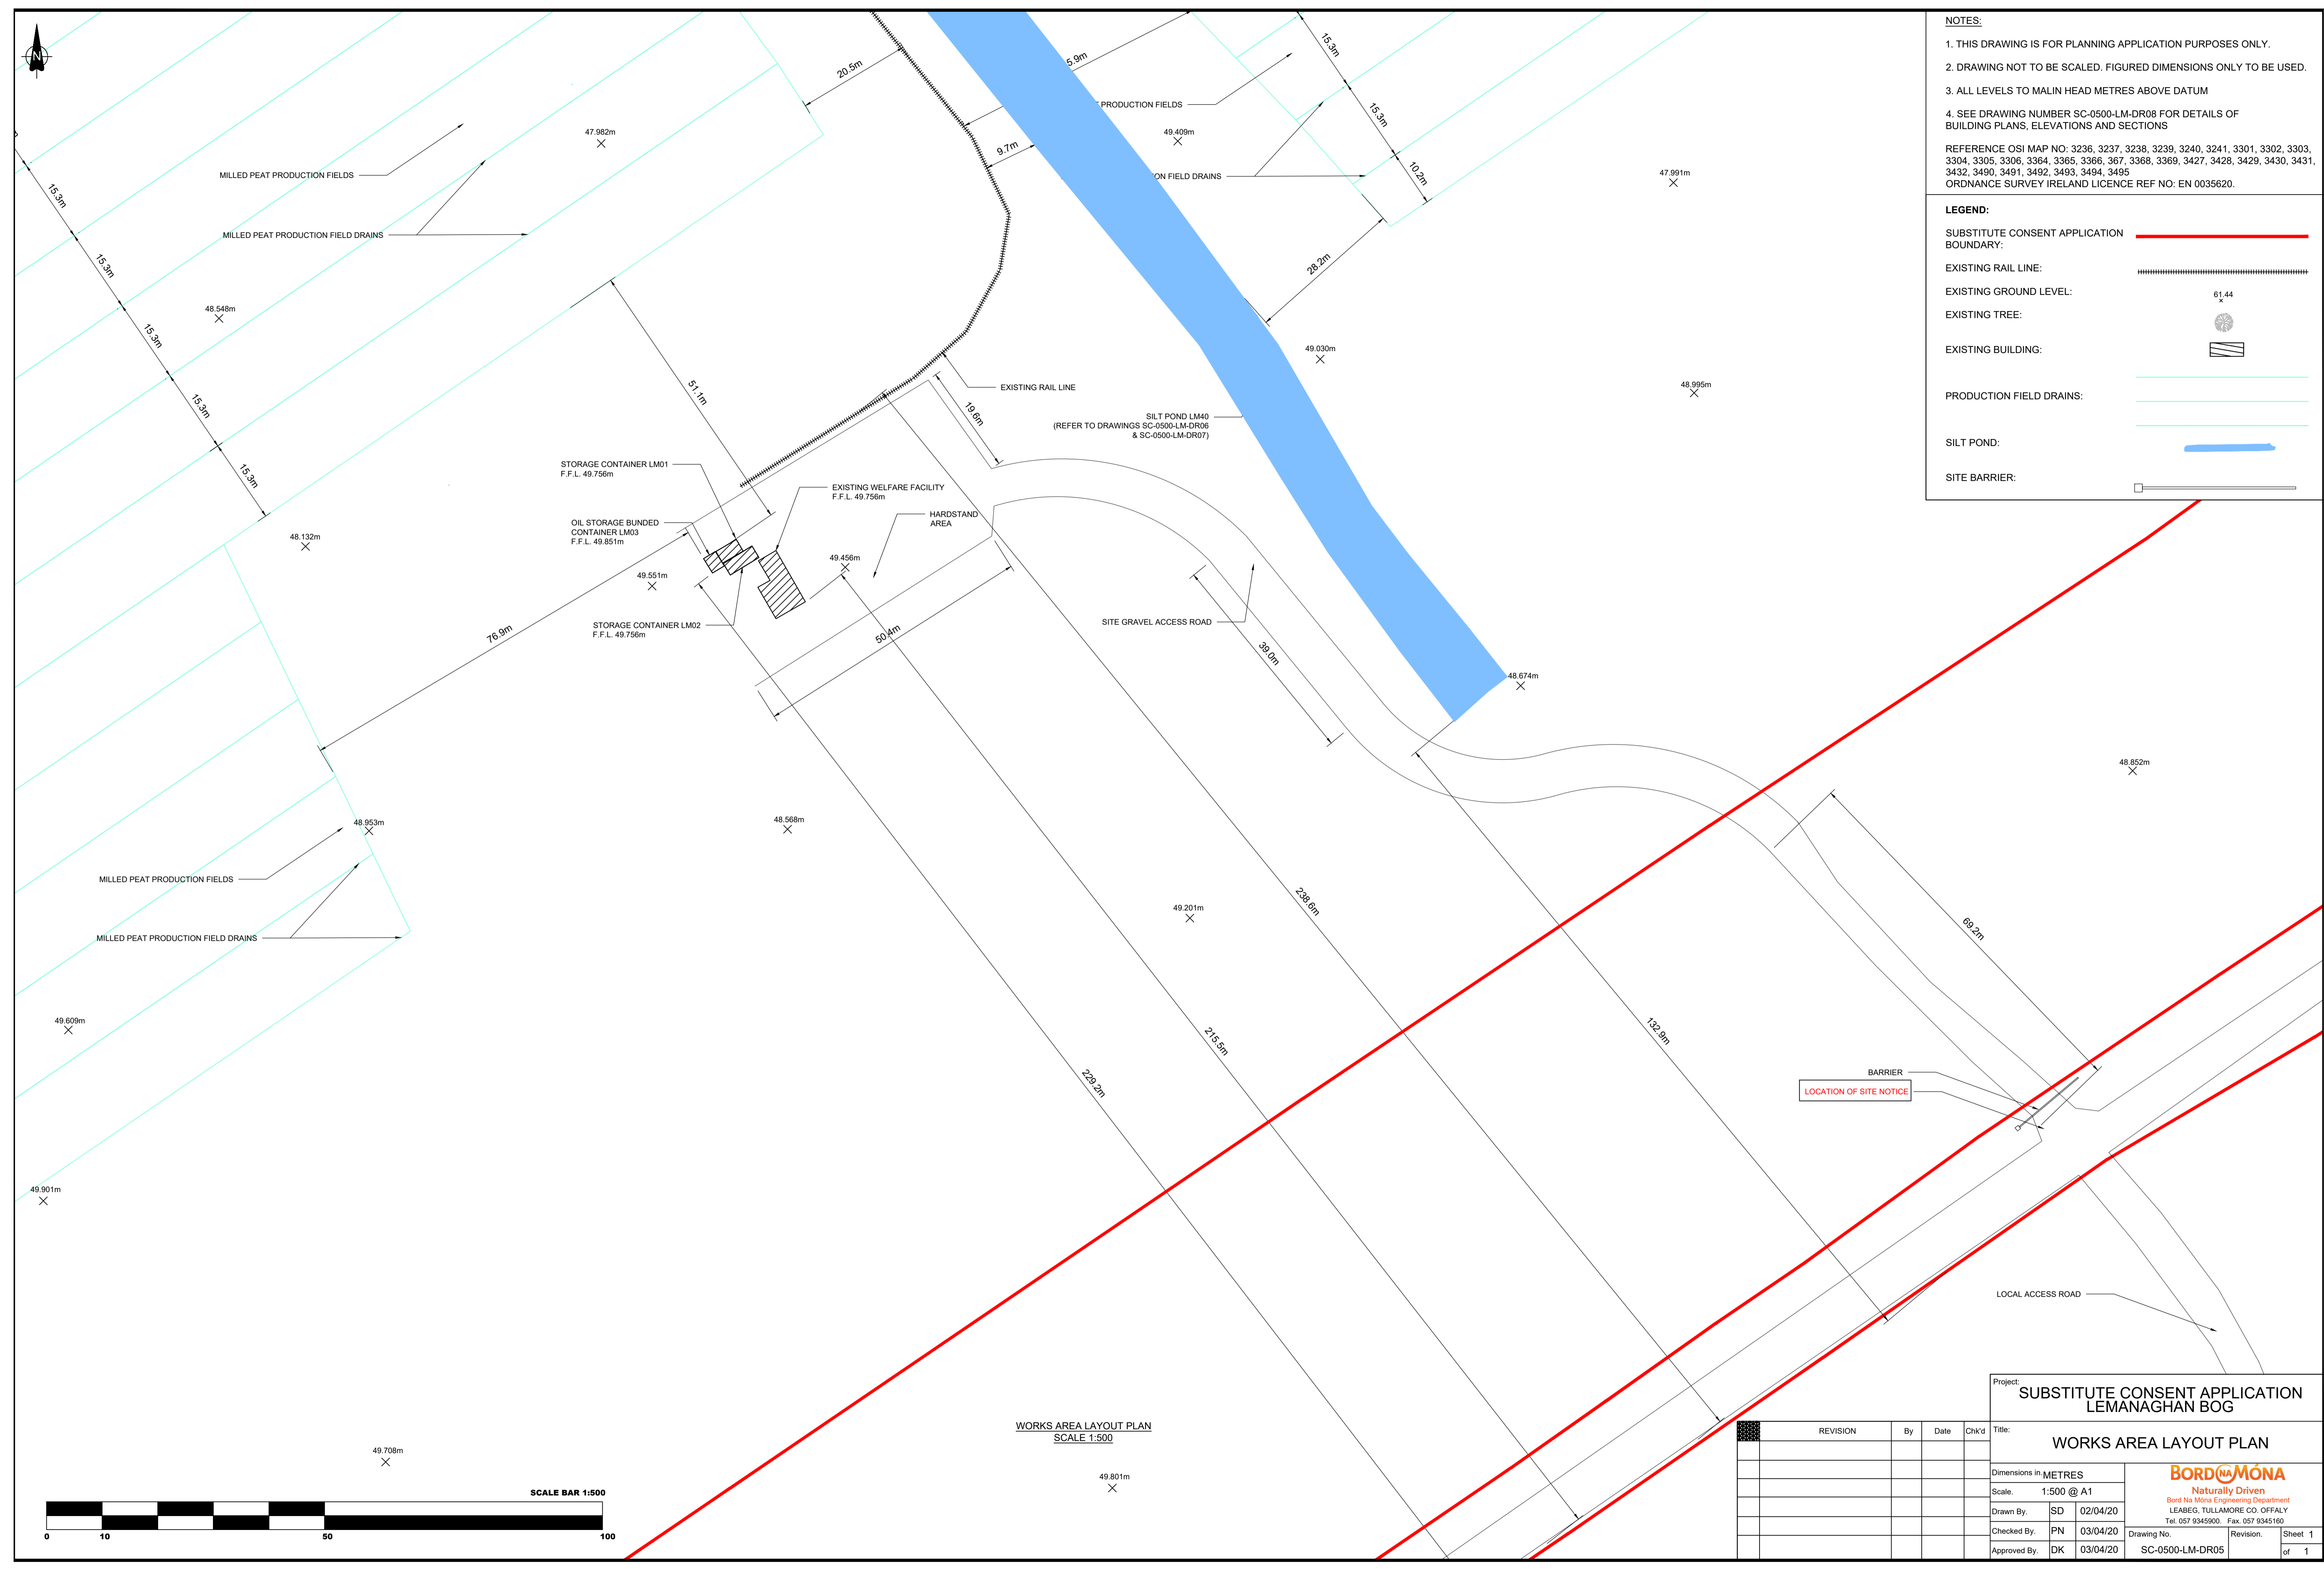 NOTES:
1. THIS DRAWING IS FOR PLANNING APPLICATION PURPOSES ONLY.
2. DRAWING NOT TO BE SCALED. FIGURED DIMENSIONS ONLY TO BE USED.
3. ALL LEVELS TO MALIN HEAD METRES ABOVE DATUM
4. SEE DRAWING NUMBER SC-0500-LM-DR08 FOR DETAILS OF
BUILDING PLANS, ELEVATIONS AND SECTIONS
REFERENCE OSI MAP NO: 3236, 3237, 3238, 3239, 3240, 3241, 3301, 3302, 3303,
3304, 3305, 3306, 3364, 3365, 3366, 367, 3368, 3369, 3427, 3428, 3429, 3430, 3431,
3432, 3490, 3491, 3492, 3493, 3494, 3495
ORDNANCE SURVEY IRELAND LICENCE REF NO: EN 0035620.
LEGEND:
SUBSTITUTE CONSENT APPLICATION
BOUNDARY:
EXISTING RAIL LINE:
EXISTING GROUND LEVEL:
61.44
EXISTING TREE:
EXISTING BUILDING:
PRODUCTION FIELD DRAINS:
SILT POND:
SITE BARRIER:
N
20.5m
5.9m
9.7m
15.3m
15.3m
10.2m
28.2m
PRODUCTION FIELDS
ON FIELD DRAINS
47.982m
49.409m
47.991m
MILLED PEAT PRODUCTION FIELDS
MILLED PEAT PRODUCTION FIELD DRAINS
15.3m
15.3m
15.3m
15.3m
15.3m
48.548m
49.030m
48.995m
51.1m
19.6m
EXISTING RAIL LINE
SILT POND LM40
(REFER TO DRAWINGS SC-0500-LM-DR06
& SC-0500-LM-DR07)
STORAGE CONTAINER LM01
F.F.L. 49.756m
EXISTING WELFARE FACILITY
F.F.L. 49.756m
HARDSTAND
AREA
OIL STORAGE BUNDED
CONTAINER LM03
F.F.L. 49.851m
48.132m
49.551m
49.456m
STORAGE CONTAINER LM02
F.F.L. 49.756m
76.9m
50.4m
SITE GRAVEL ACCESS ROAD
39.0m
48.674m
48.852m
48.953m
48.568m
MILLED PEAT PRODUCTION FIELDS
MILLED PEAT PRODUCTION FIELD DRAINS
49.201m
238.6m
69.2m
132.9m
215.5m
229.2m
49.609m
BARRIER
LOCATION OF SITE NOTICE
49.901m
LOCAL ACCESS ROAD
WORKS AREA LAYOUT PLAN
SCALE 1:500
49.708m
49.801m
SCALE BAR 1:500
0 10 50 100
REVISION By Date Chk'd
Project:
SUBSTITUTE CONSENT APPLICATION
LEMANAGHAN BOG
Title:
WORKS AREA LAYOUT PLAN
Dimensions in. METRES
Scale. 1:500 @ A1
Drawn By. SD 02/04/20
Checked By. PN 03/04/20
Approved By. DK 03/04/20
BORD NA MÓNA
Naturally Driven
Bord Na Móna Engineering Department
LEABEG, TULLAMORE CO. OFFALY
Tel. 057 9345900. Fax. 057 9345160
Drawing No.
SC-0500-LM-DR05
Revision.
Sheet 1
of 1